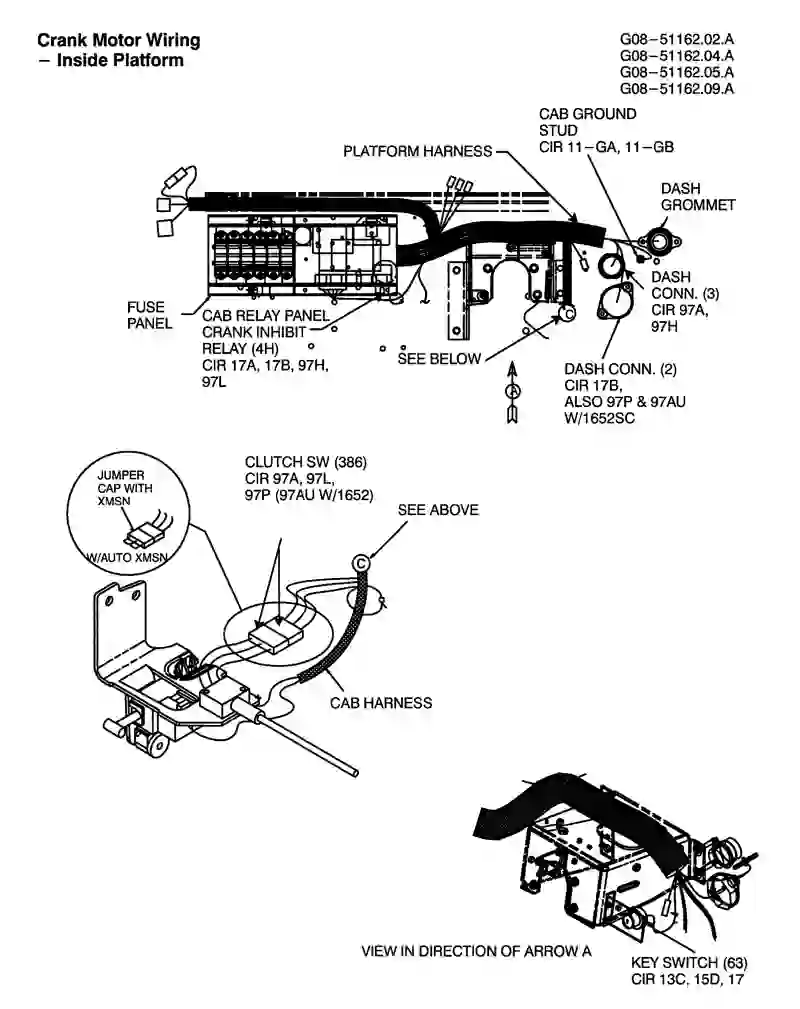 Crank Motor Wiring
– Inside Platform
G08–51162.02.A
G08–51162.04.A
G08–51162.05.A
G08–51162.09.A
CAB GROUND
STUD
CIR 11–GA, 11–GB
PLATFORM HARNESS
DASH
GROMMET
DASH
CONN. (3)
CIR 97A,
97H
FUSE
PANEL
CAB RELAY PANEL
CRANK INHIBIT
RELAY (4H)
CIR 17A, 17B, 97H,
97L
SEE BELOW
A
DASH CONN. (2)
CIR 17B,
ALSO 97P & 97AU
W/1652SC
C
JUMPER
CAP WITH
XMSN
W/AUTO XMSN
CLUTCH SW (386)
CIR 97A, 97L,
97P (97AU W/1652)
SEE ABOVE
C
CAB HARNESS
VIEW IN DIRECTION OF ARROW A
KEY SWITCH (63)
CIR 13C, 15D, 17